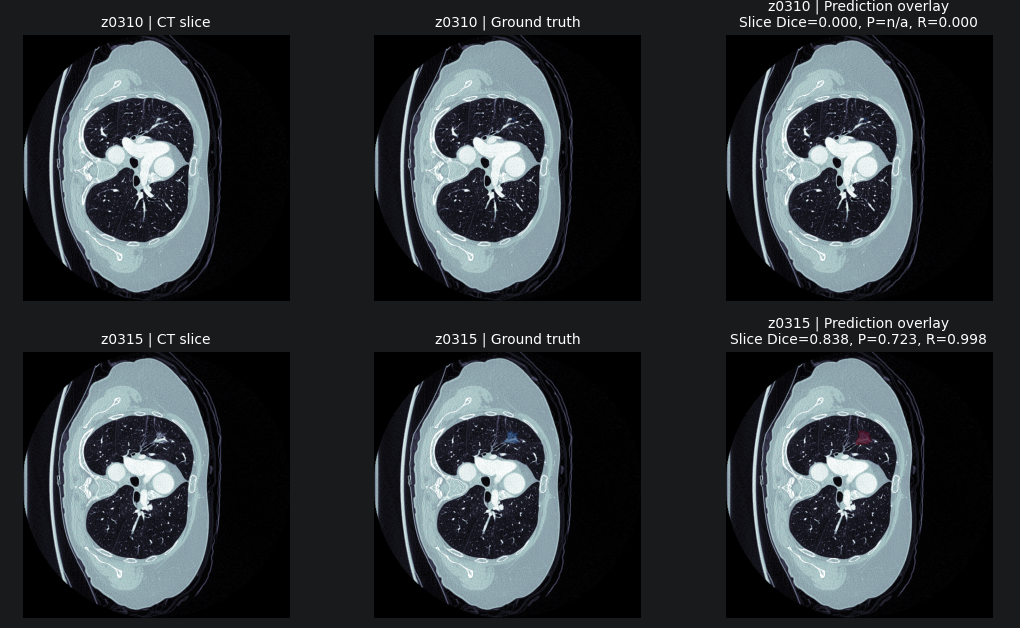 z0310 | CT slice
z0310 | Ground truth
z0310 | Prediction overlay
Slice Dice=0.000, P=n/a, R=0.000
z0315 | CT slice
z0315 | Ground truth
z0315 | Prediction overlay
Slice Dice=0.838, P=0.723, R=0.998